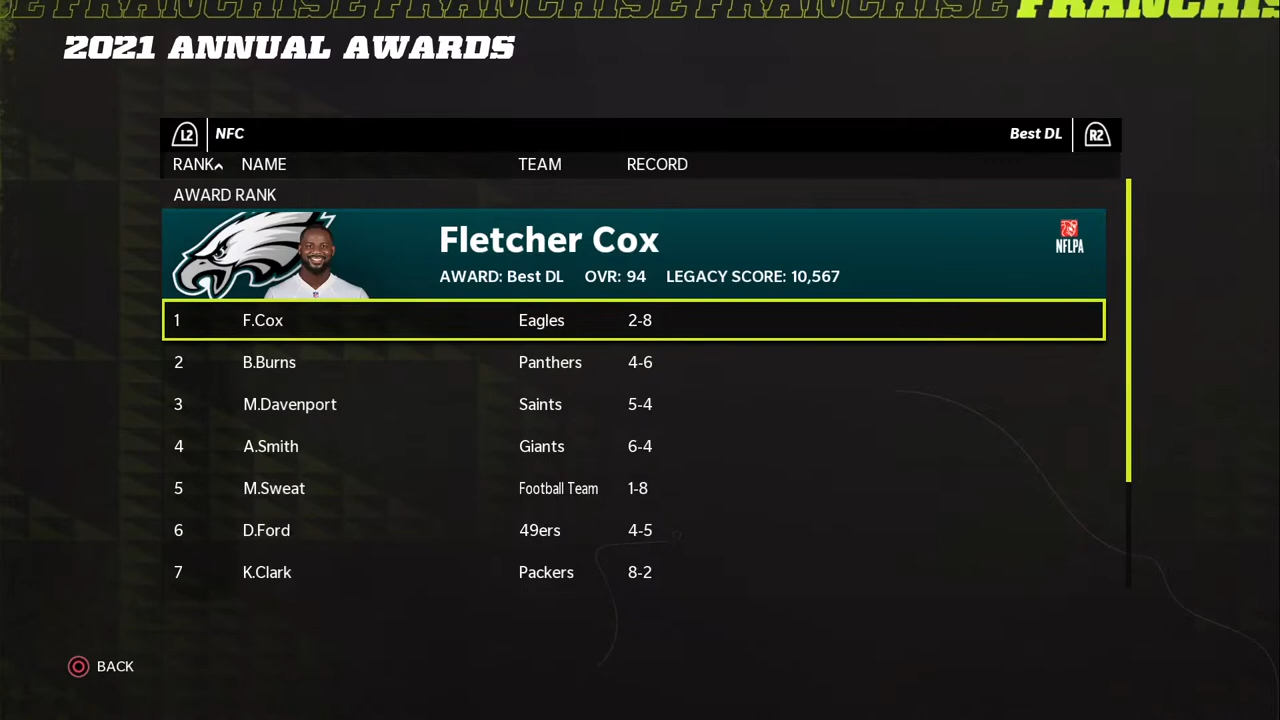 FRANCHISE FRANCHISE FRANCHISE FRANCHIS
2021 ANNUAL AWARDS
L2 NFC Best DL R2
RANK NAME TEAM RECORD
AWARD RANK
Fletcher Cox
NFLPA
AWARD: Best DL OVR: 94 LEGACY SCORE: 10,567
1 F.Cox Eagles 2-8
2 B.Burns Panthers 4-6
3 M.Davenport Saints 5-4
4 A.Smith Giants 6-4
5 M.Sweat Football Team 1-8
6 D.Ford 49ers 4-5
7 K.Clark Packers 8-2
BACK